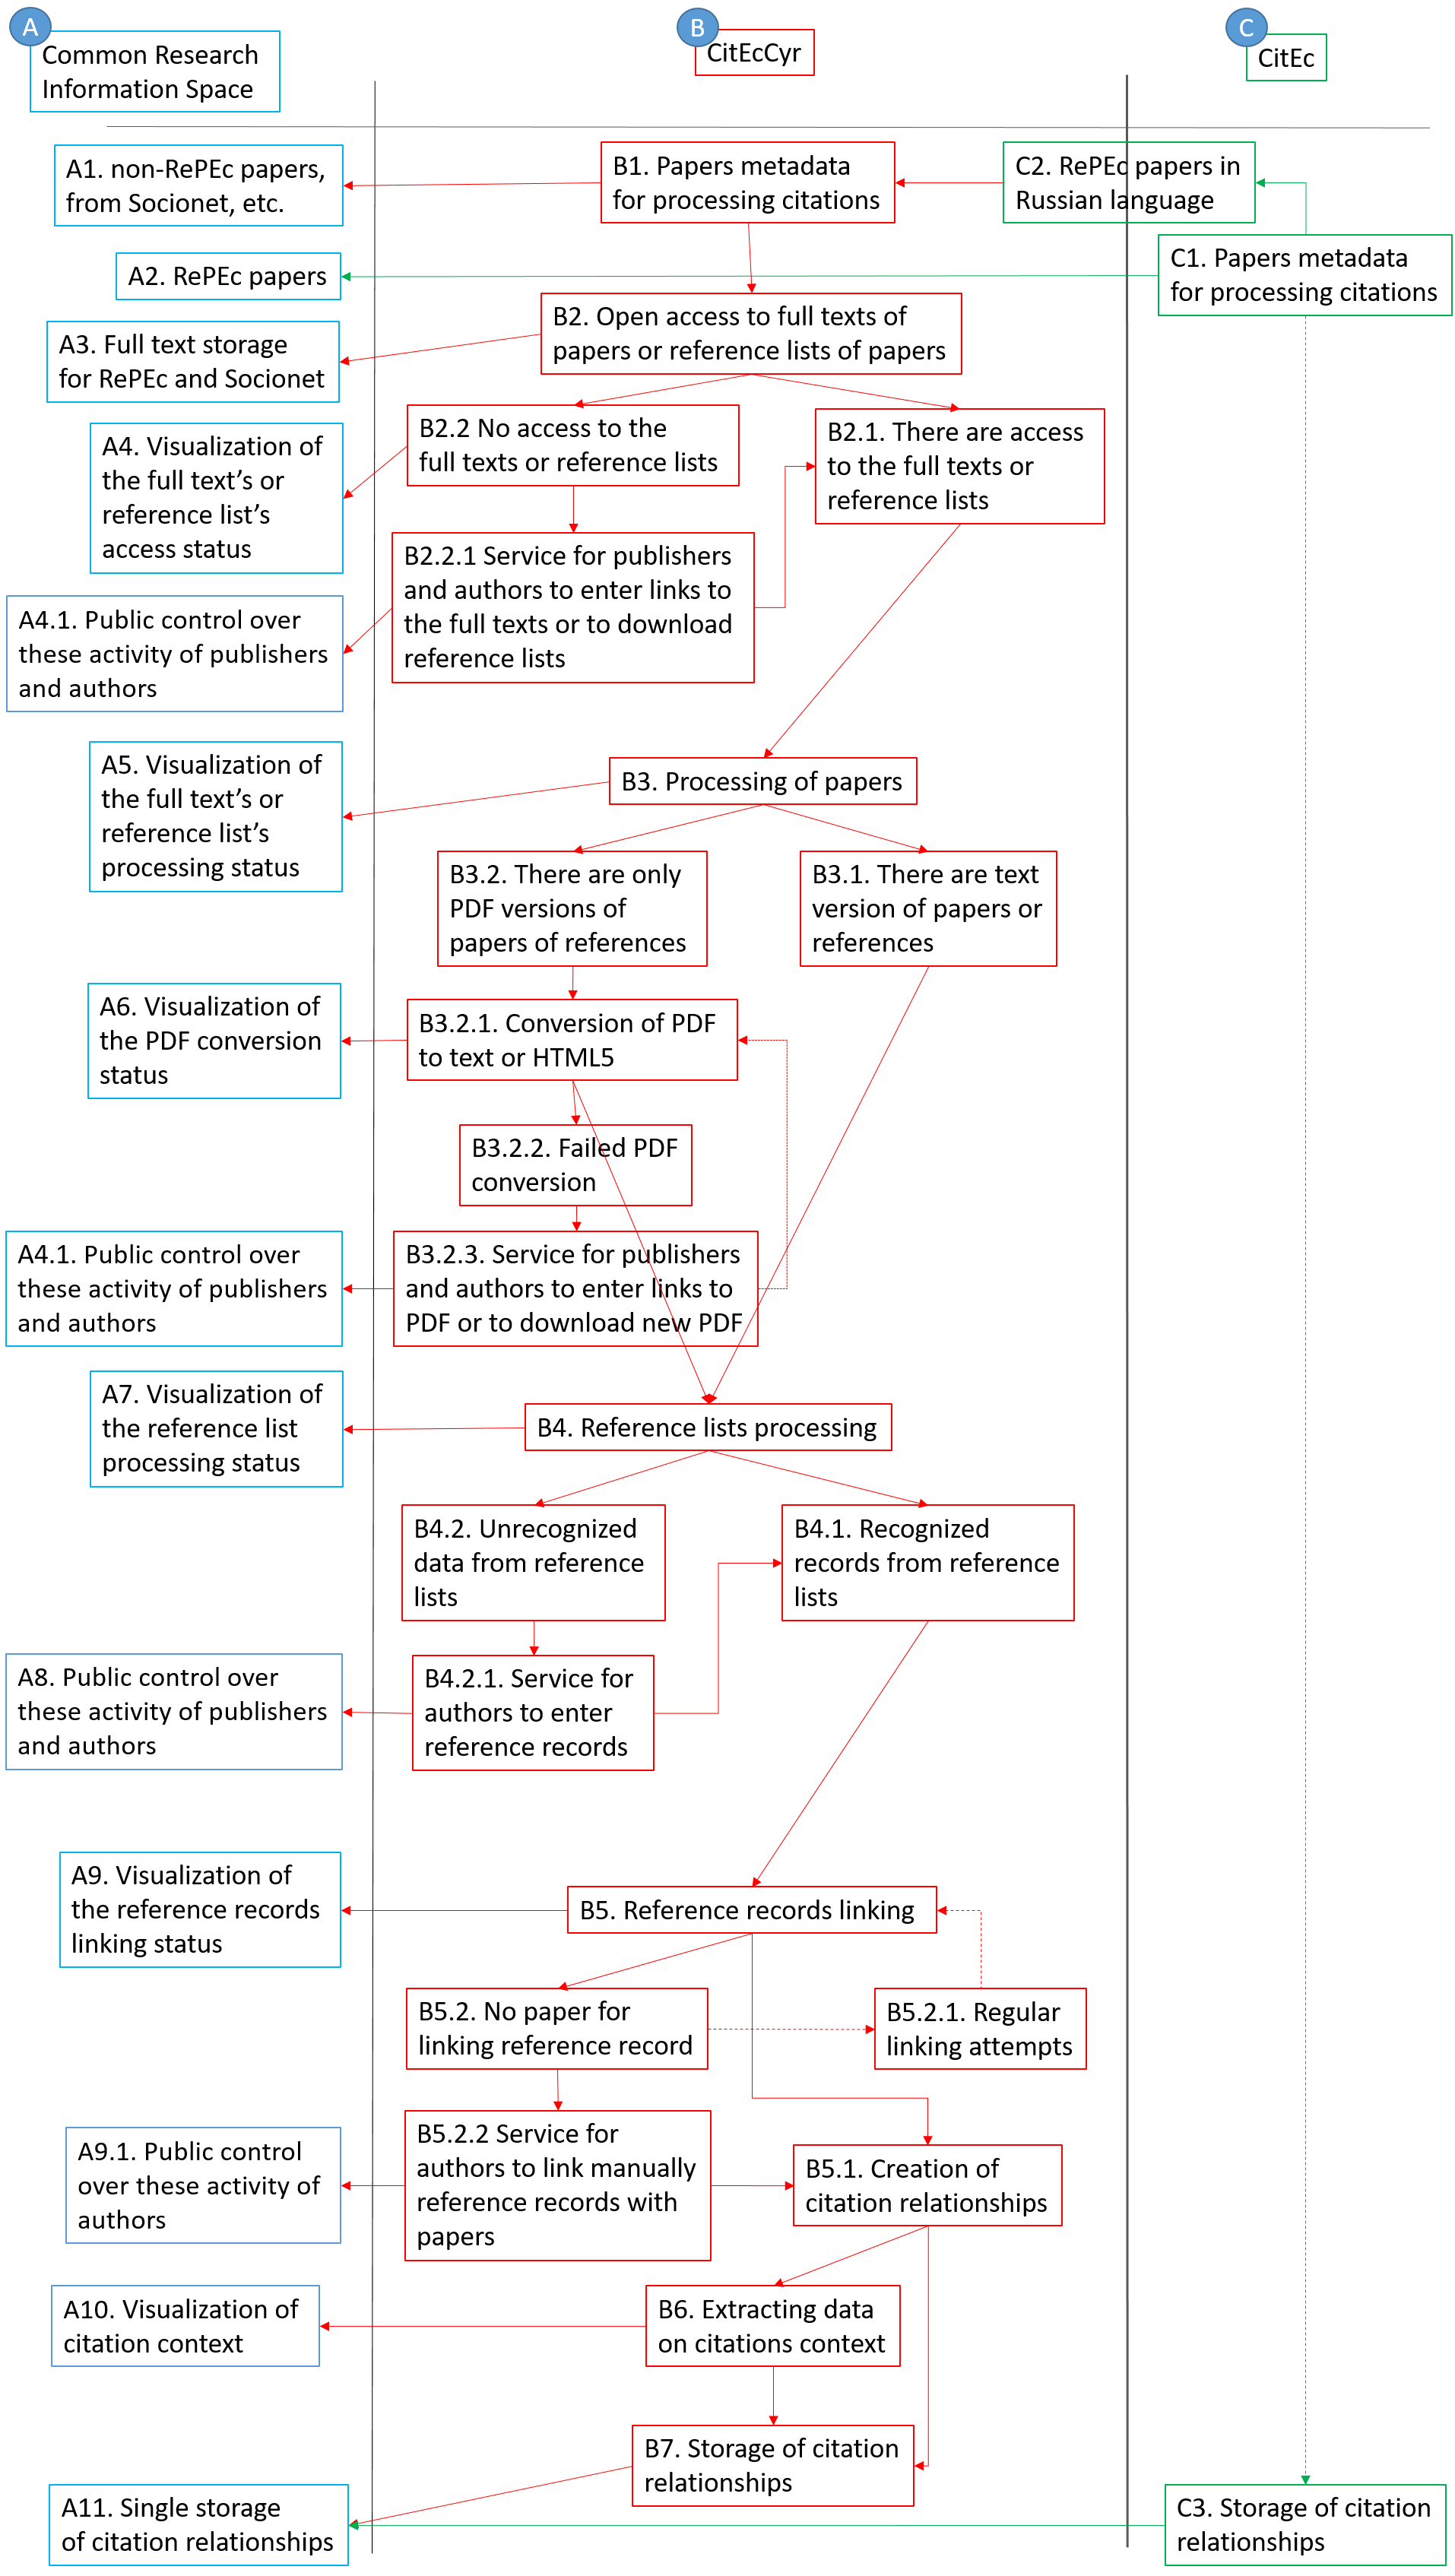 A
Common Research
Information Space
B
CitEcCyr
C
CitEc
A1. non-RePEc papers,
from Socionet, etc.
B1. Papers metadata
for processing citations
C2. RePEc papers in
Russian language
A2. RePEc papers
C1. Papers metadata
for processing citations
A3. Full text storage
for RePEc and Socionet
B2. Open access to full texts of
papers or reference lists of papers
A4. Visualization of
the full text’s or
reference list’s
access status
B2.2 No access to the
full texts or reference lists
B2.1. There are access
to the full texts or
reference lists
A4.1. Public control over
these activity of publishers
and authors
B2.2.1 Service for publishers
and authors to enter links to
the full texts or to download
reference lists
A5. Visualization of
the full text’s or
reference list’s
processing status
B3. Processing of papers
B3.2. There are only
PDF versions of
papers of references
B3.1. There are text
version of papers or
references
A6. Visualization of
the PDF conversion
status
B3.2.1. Conversion of PDF
to text or HTML5
B3.2.2. Failed PDF
conversion
A4.1. Public control over
these activity of publishers
and authors
B3.2.3. Service for publishers
and authors to enter links to
PDF or to download new PDF
A7. Visualization of
the reference list
processing status
B4. Reference lists processing
B4.2. Unrecognized
data from reference
lists
B4.1. Recognized
records from reference
lists
A8. Public control over
these activity of publishers
and authors
B4.2.1. Service for
authors to enter
reference records
A9. Visualization of
the reference records
linking status
B5. Reference records linking
B5.2. No paper for
linking reference record
B5.2.1. Regular
linking attempts
A9.1. Public control
over these activity of
authors
B5.2.2 Service for
authors to link manually
reference records with
papers
B5.1. Creation of
citation relationships
A10. Visualization of
citation context
B6. Extracting data
on citations context
B7. Storage of citation
relationships
A11. Single storage
of citation relationships
C3. Storage of citation
relationships